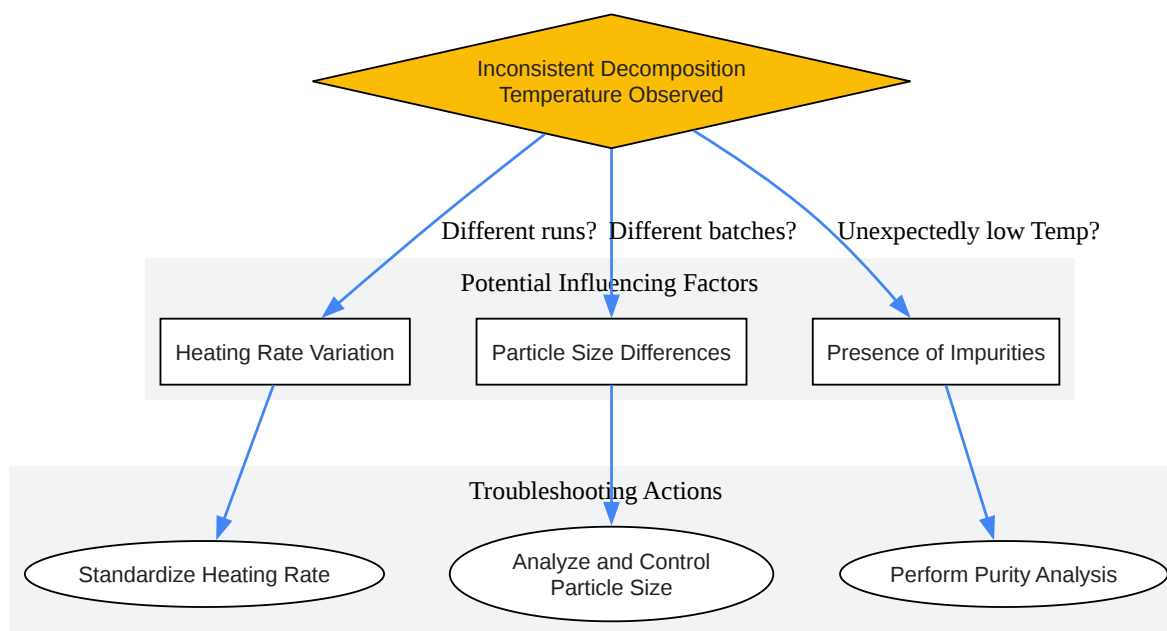 Inconsistent Decomposition
Temperature Observed
Different runs?
Different batches?
Unexpectedly low Temp?
Potential Influencing Factors
Heating Rate Variation
Particle Size Differences
Presence of Impurities
Troubleshooting Actions
Standardize Heating Rate
Analyze and Control
Particle Size
Perform Purity Analysis